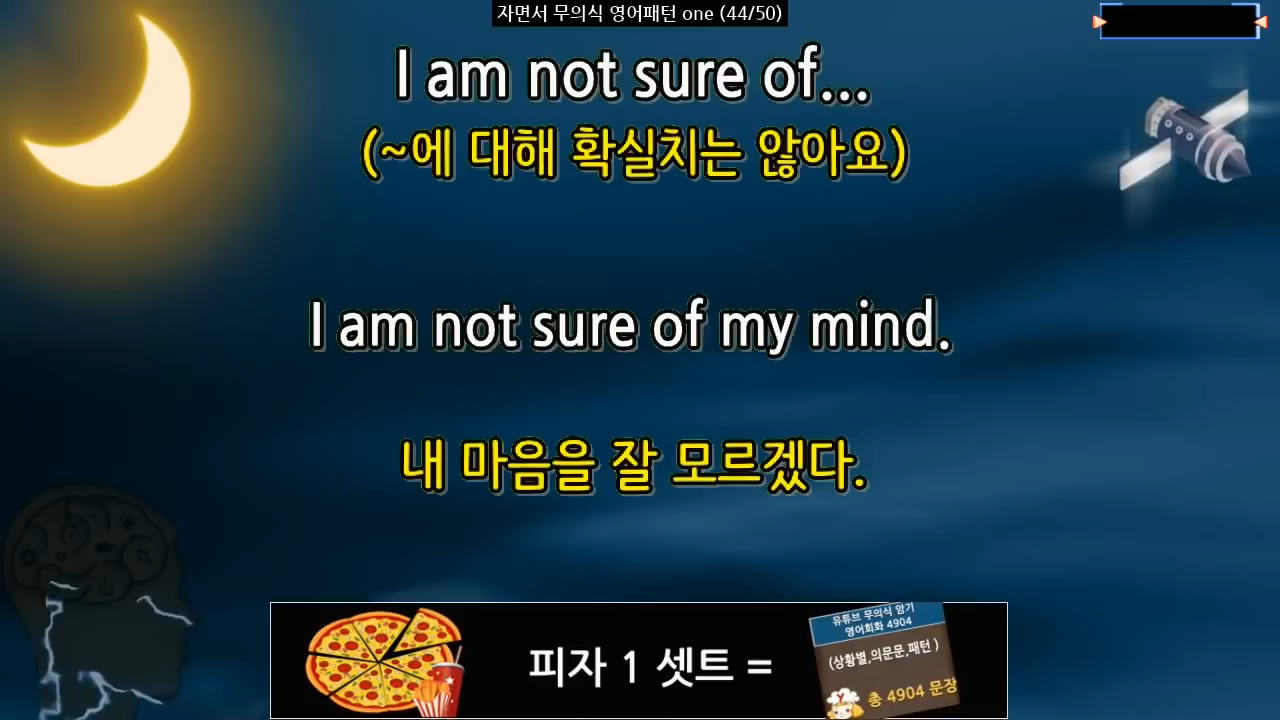 자면서 무의식 영어패턴 one (44/50)
I am not sure of...
(~에 대해 확실치는 않아요)
I am not sure of my mind.
내 마음을 잘 모르겠다.
피자 1 셋트 =
유튜브 무의식 암기
영어회화 4904
(상황별,의문문,패턴 )
총 4904 문장